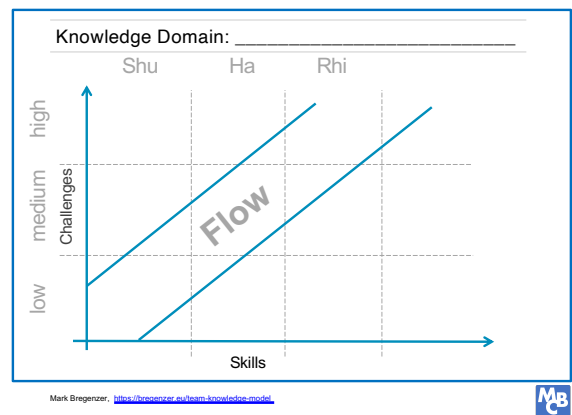 Knowledge Domain: ____________________________
Shu Ha Rhi
high
medium
low
Challenges
Flow
Skills
Mark Bregenzer, https://bregenzer.eu/team-knowledge-model
MCB